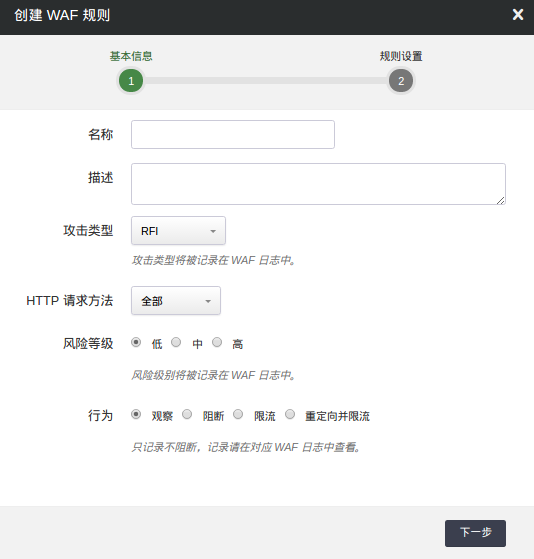 创建 WAF 规则
基本信息 规则设置
1 2
名称
描述
攻击类型 RFI
攻击类型将被记录在 WAF 日志中。
HTTP 请求方法 全部
风险等级 低 中 高
风险级别将被记录在 WAF 日志中。
行为 观察 阻断 限流 重定向并限流
只记录不阻断，记录请在对应 WAF 日志中查看。
下一步